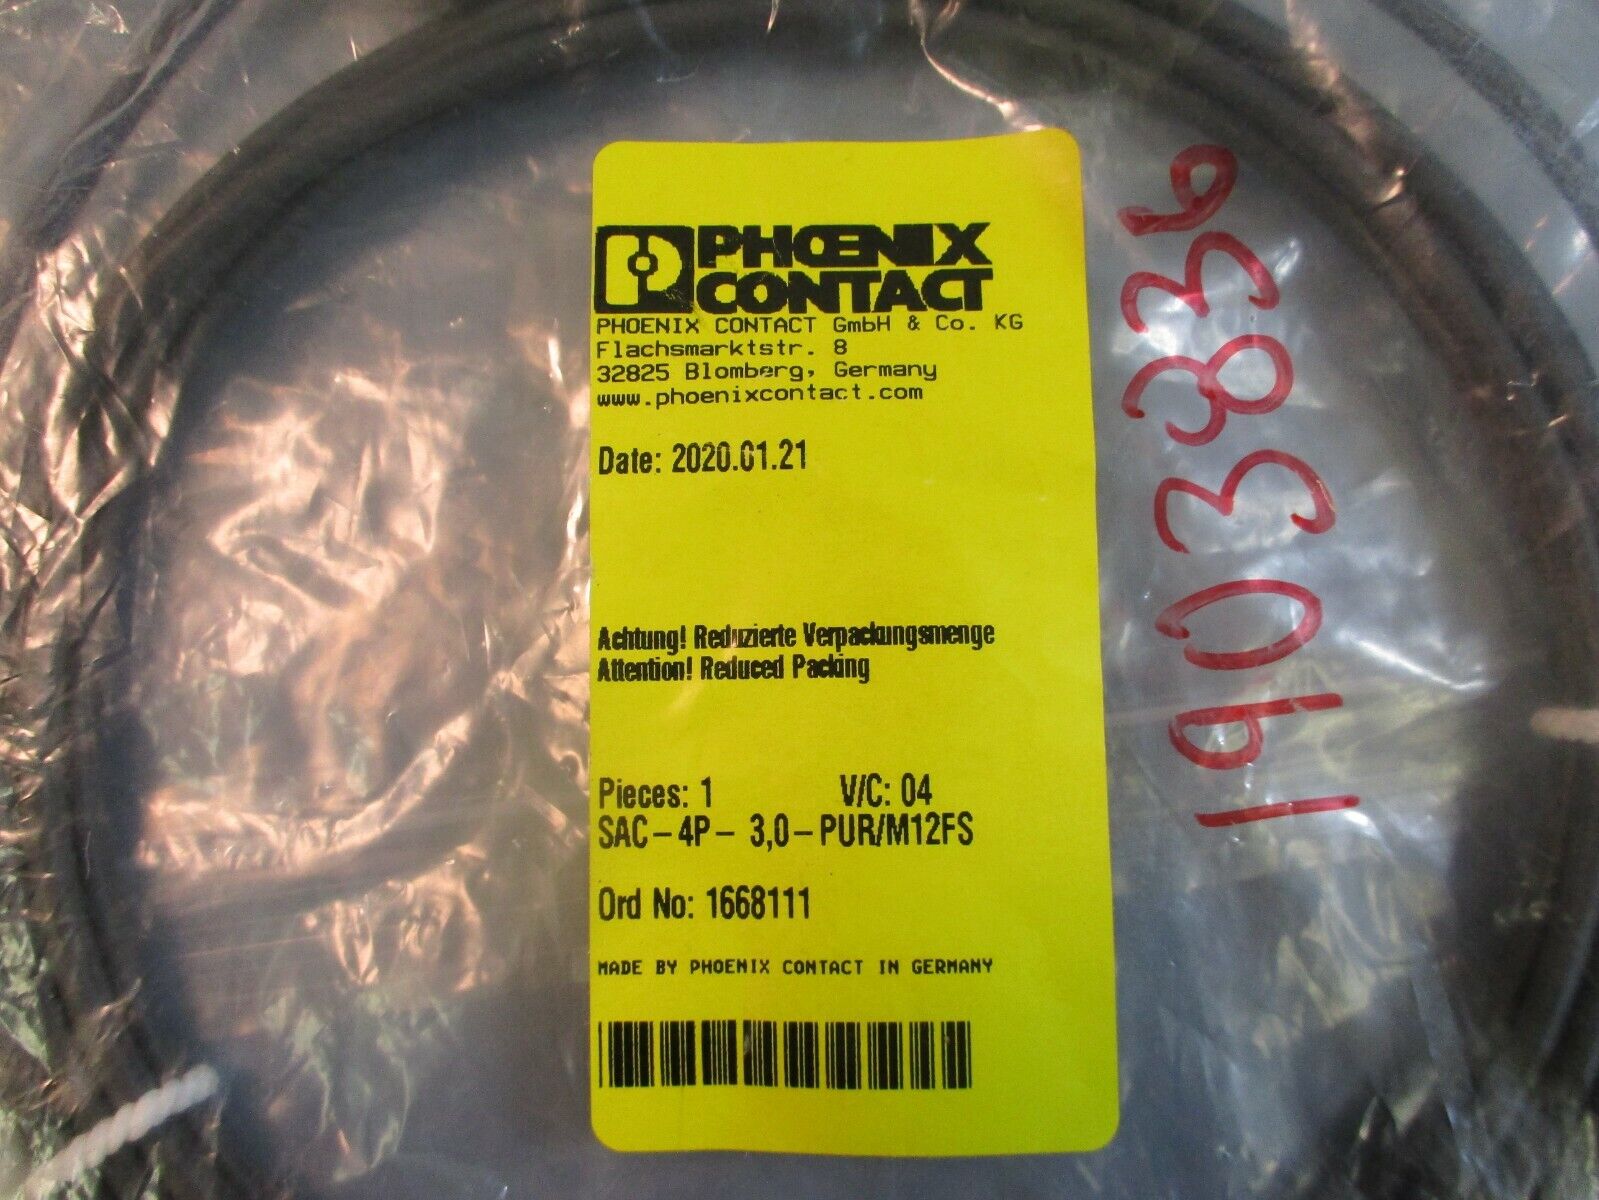 PHOENIX
CONTACT
PHOENIX CONTACT GmbH & Co. KG
Flachsmarktstr. 8
32825 Blomberg, Germany
www.phoenixcontact.com
Date: 2020.01.21
Achtung! Reduzierte Verpackungsmenge
Attention! Reduced Packing
Pieces: 1 V/C: 04
SAC-4P- 3,0-PUR/M12FS
Ord No: 1668111
MADE BY PHOENIX CONTACT IN GERMANY
1903836